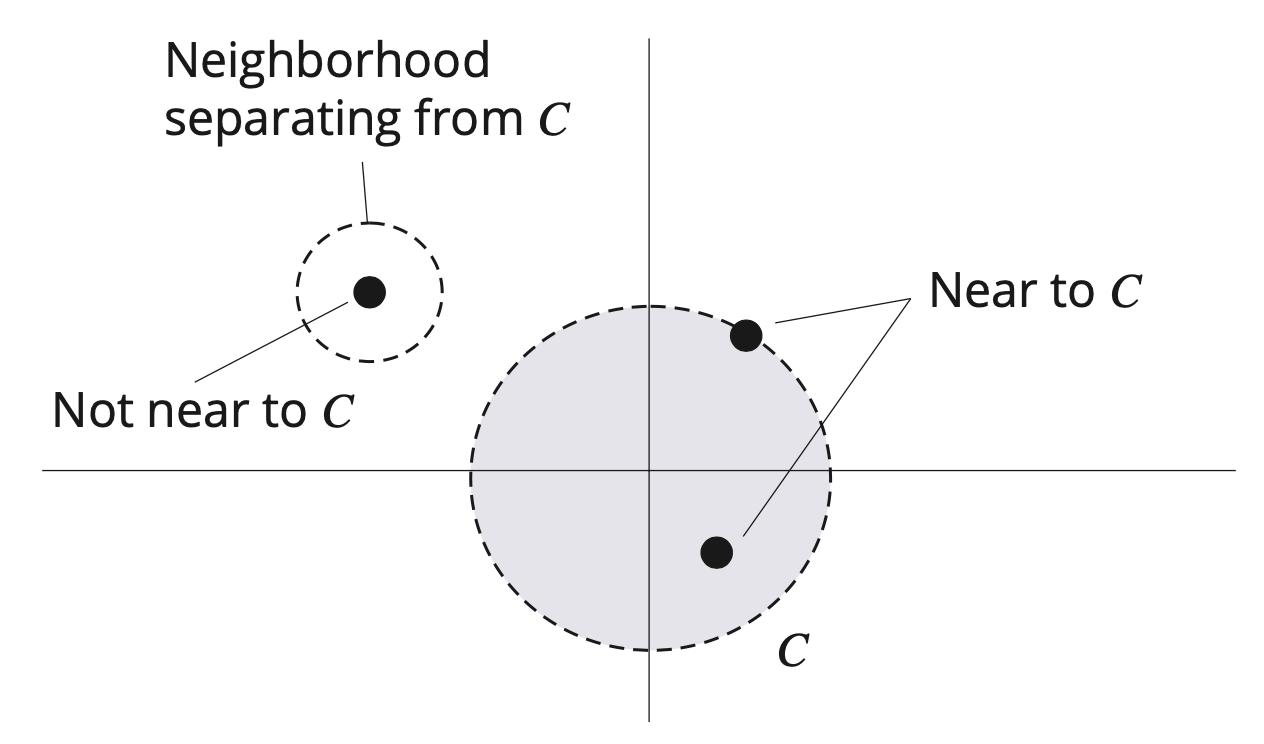 Neighborhood
separating from C
Near to C
Not near to C
C